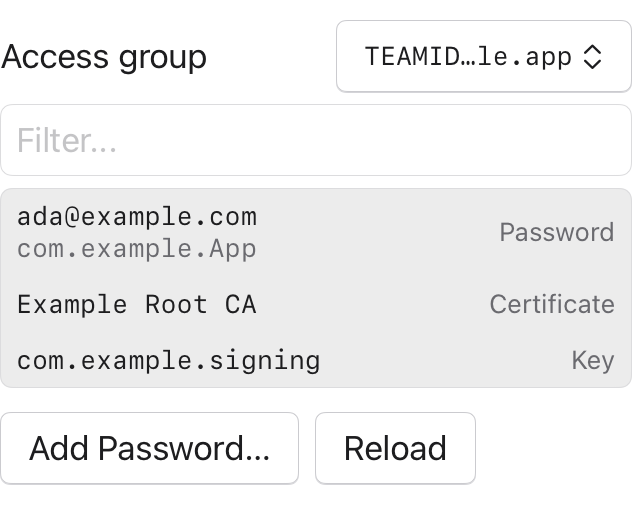 Access group
TEAMID…le.app
Filter...
ada@example.com
Password
com.example.App
Example Root CA
Certificate
com.example.signing
Key
Add Password...
Reload